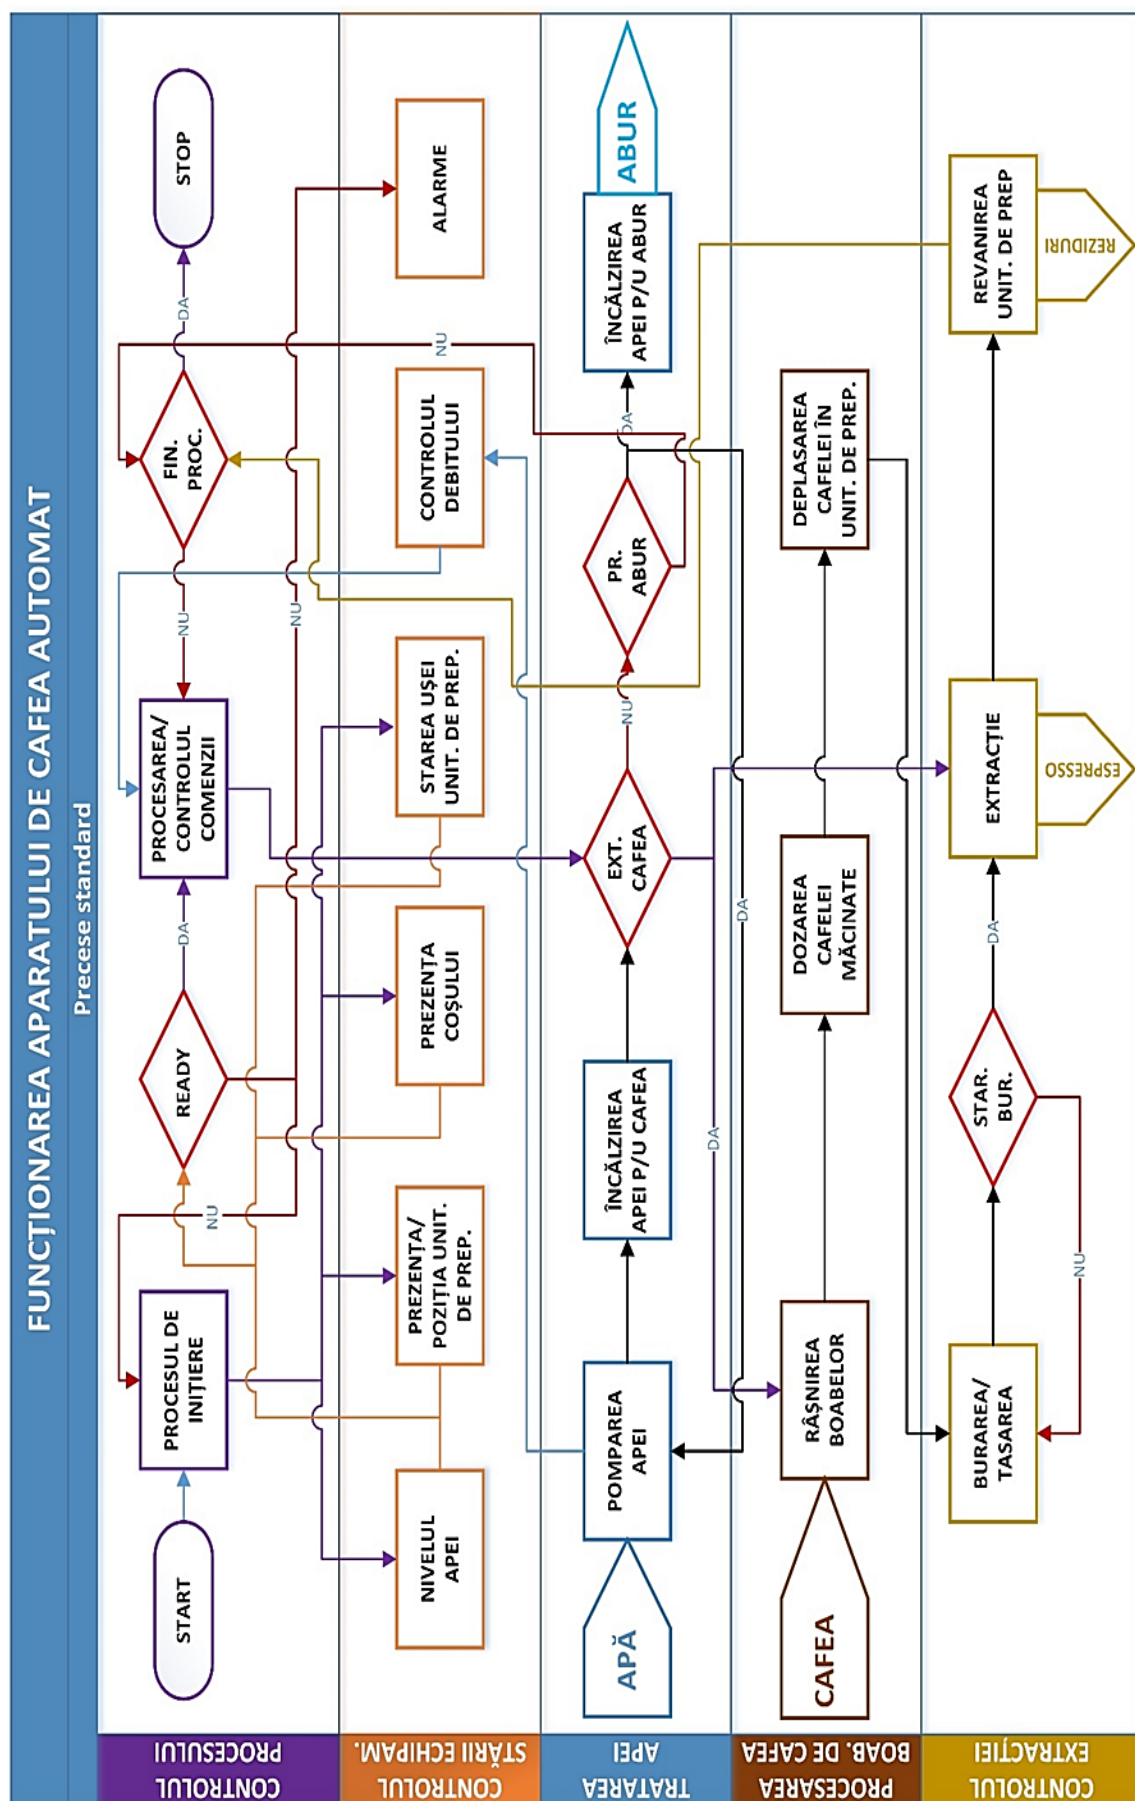 FUNCȚIONAREA APARATULUI DE CAFEA AUTOMAT
Precese standard
CONTROLUL
PROCESULUI
START
PROCESUL DE
INIȚIERE
NU
READY
DA
PROCESAREA/
CONTROLUL
COMENZII
NU
FIN.
PROC.
DA
STOP
NU
CONTROLUL
STĂRII ECHIPAM.
NIVELUL
APEI
PREZENȚA/
POZIȚIA UNIT.
DE PREP.
PREZENȚA
COȘULUI
STAREA UȘEI
UNIT. DE PREP.
CONTROLUL
DEBITULUI
NU
ALARME
TRATAREA
APEI
APĂ
POMPAREA
APEI
ÎNCĂLZIREA
APEI P/U CAFEA
EXT.
CAFEA
NU
PR.
ABUR
DA
ÎNCĂLZIREA
APEI P/U ABUR
ABUR
DA
DA
PROCESAREA
BOAB. DE CAFEA
CAFEA
RÂȘNIREA
BOABELOR
DOZAREA
CAFELEI
MĂCINATE
DEPLASAREA
CAFELEI ÎN
UNIT. DE PREP.
CONTROLUL
EXTRACȚIEI
BURAREA/
TASAREA
STAR.
BUR.
NU
DA
EXTRACȚIE
ESPRESSO
REVANIREA
UNIT. DE PREP
REZIDURI